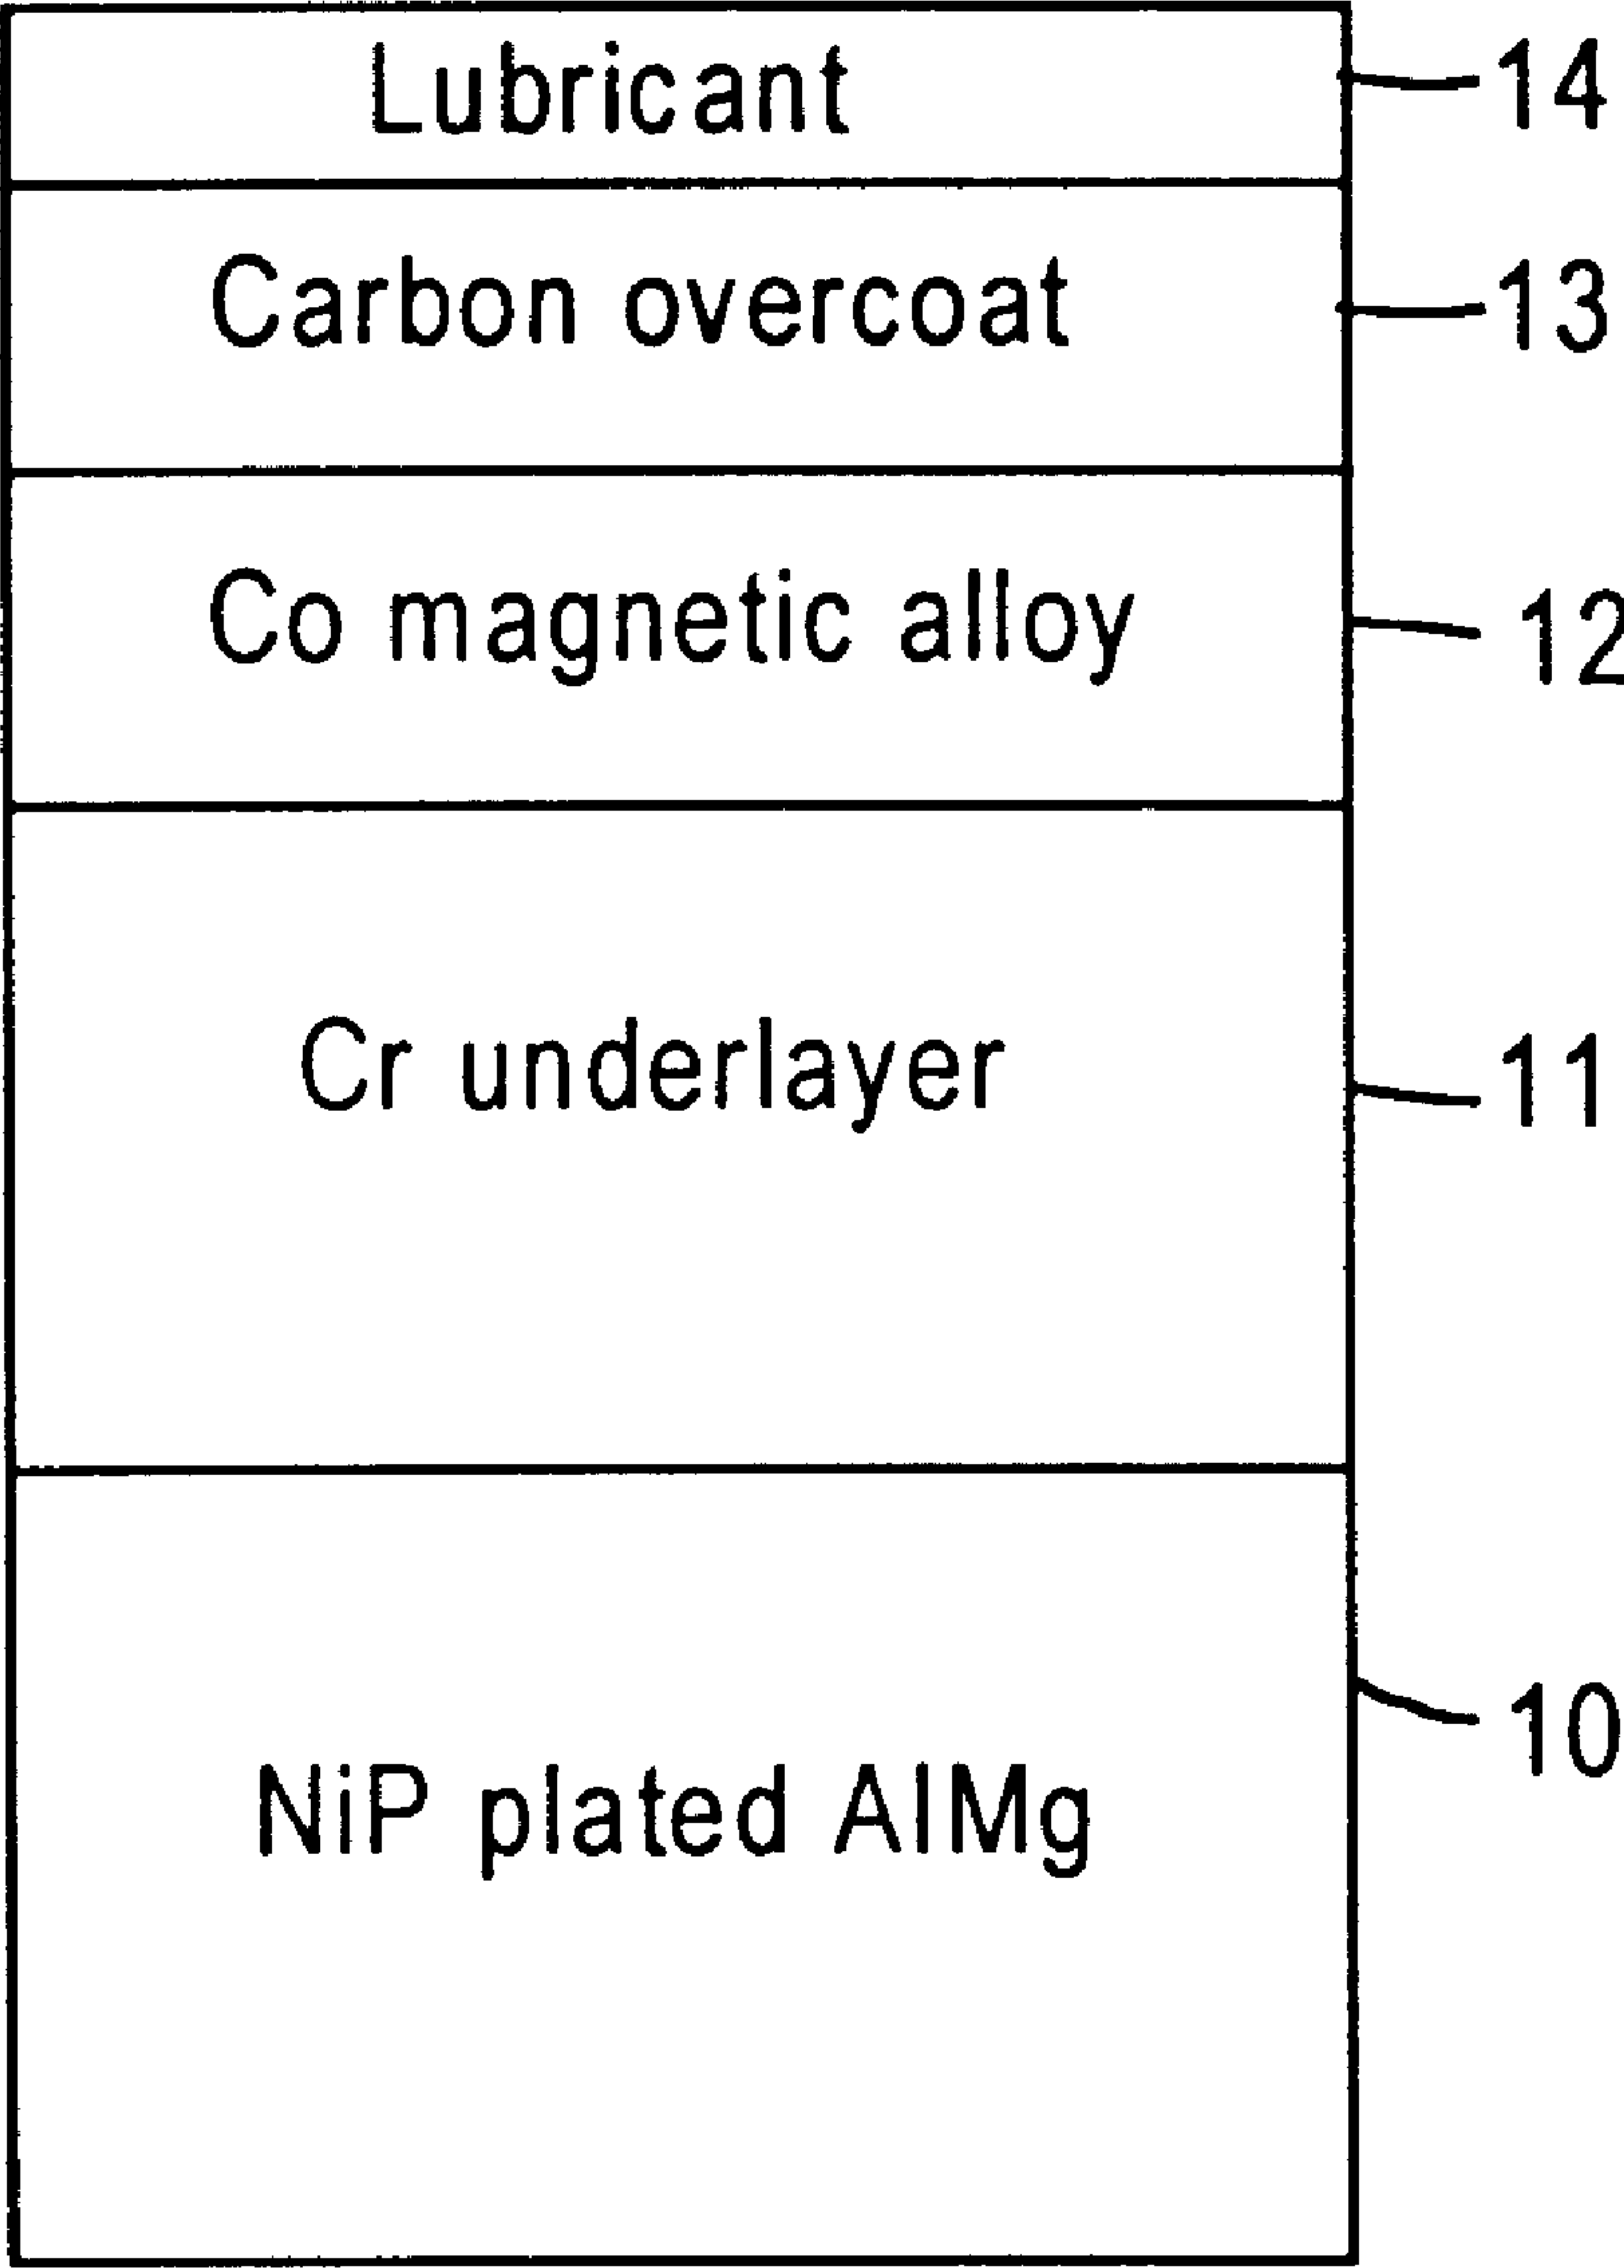 Lubricant 14
Carbon overcoat 13
Co magnetic alloy 12
Cr underlayer 11
10
NiP plated AlMg